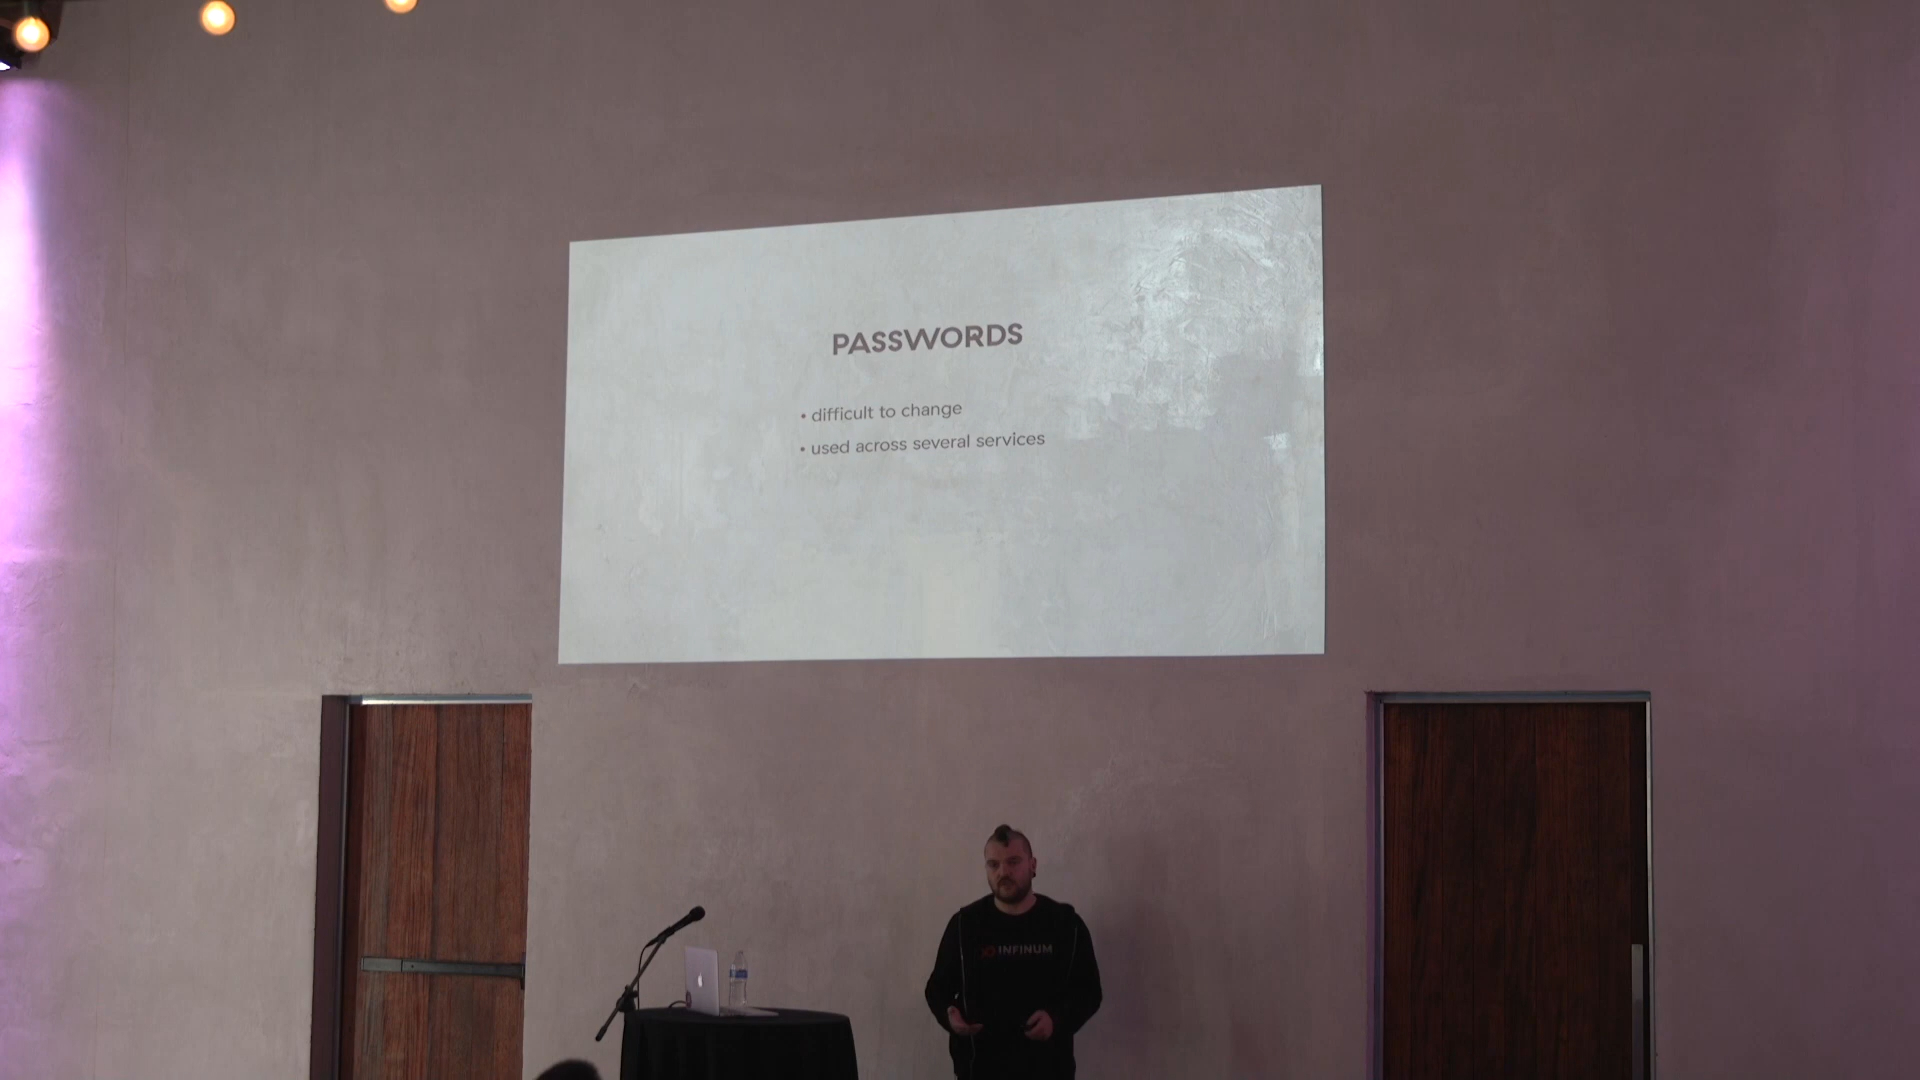 PASSWORDS
• difficult to change
• used across several services
INFINUM